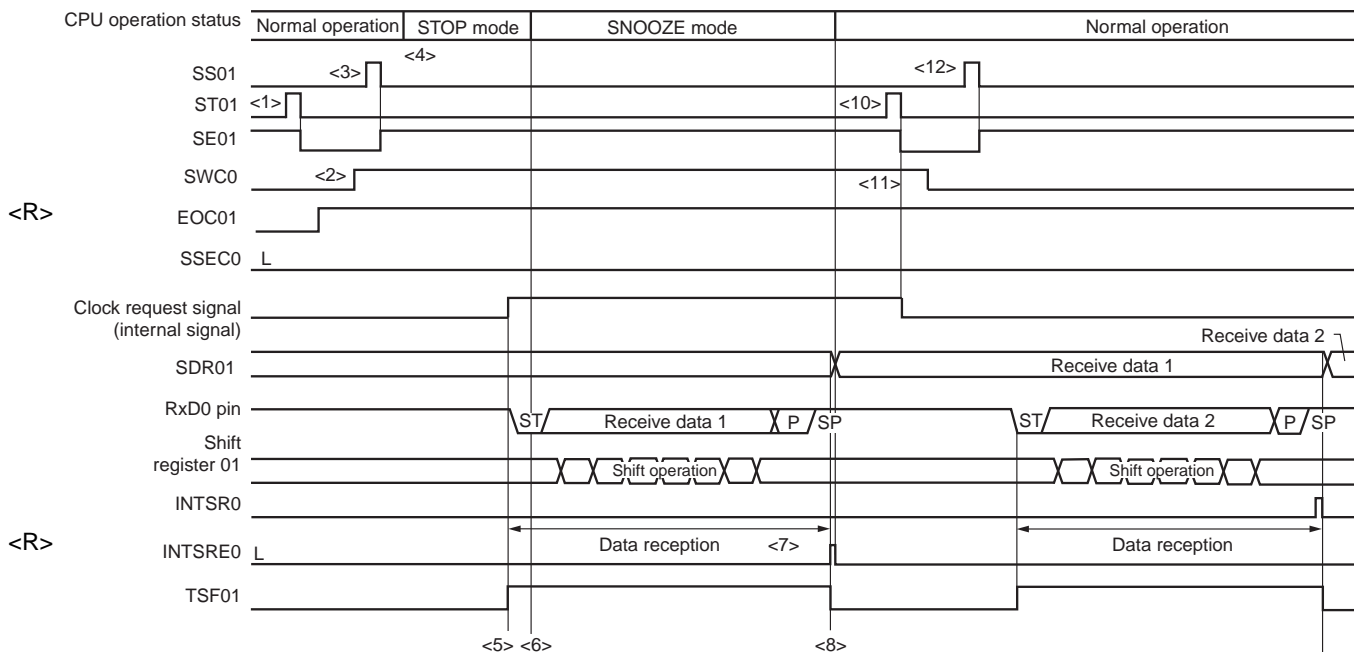 CPU operation status
Normal operation
STOP mode
SNOOZE mode
Normal operation
<4>
SS01
<3>
<12>
ST01
<1>
<10>
SE01
SWC0
<2>
<11>
<R>
EOC01
SSEC0
L
Clock request signal
(internal signal)
Receive data 2
SDR01
Receive data 1
RxD0 pin
ST
Receive data 1
P
SP
ST
Receive data 2
P
SP
Shift
register 01
Shift operation
Shift operation
INTSR0
<R>
INTSRE0
L
Data reception
<7>
Data reception
TSF01
<5>
<6>
<8>